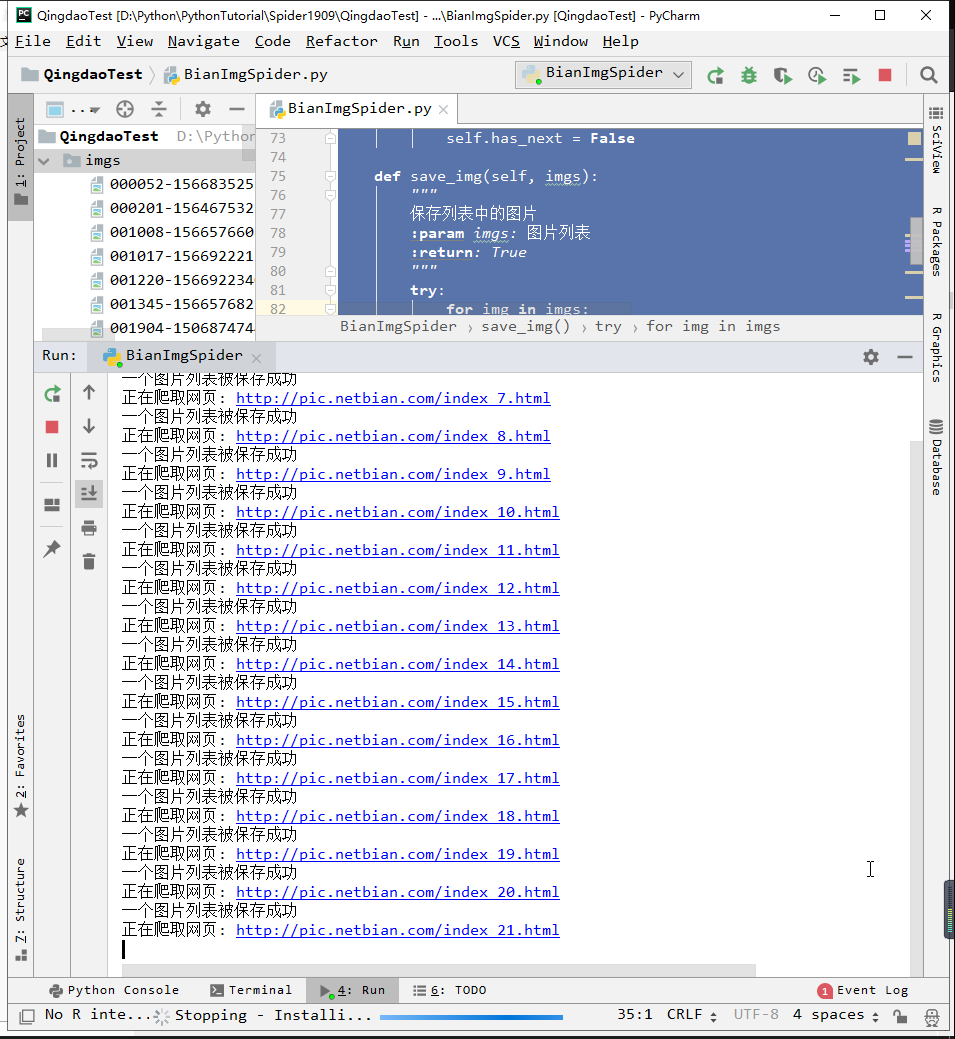 QingdaoTest [D:\Python\PythonTutorial\Spider1909\QingdaoTest] - ...\BianImgSpider.py [QingdaoTest] - PyCharm
File Edit View Navigate Code Refactor Run Tools VCS Window Help
QingdaoTest BianImgSpider.py BianImgSpider
1: Project
BianImgSpider.py
QingdaoTest D:\Python
imgs
000052-156683525
000201-156467532
001008-156657660
001017-156692221
001220-156692234
001345-156657682
001904-150687474
73 self.has_next = False
74
75 def save_img(self, imgs):
76 """
77 保存列表中的图片
78 :param imgs: 图片列表
79 :return: True
80 """
81 try:
82 for img in imgs:
BianImgSpider › save_img() › try › for img in imgs
SciView
R Packages
R Graphics
Database
Run: BianImgSpider
一个图片列表被保存成功
正在爬取网页: http://pic.netbian.com/index_7.html
一个图片列表被保存成功
正在爬取网页: http://pic.netbian.com/index_8.html
一个图片列表被保存成功
正在爬取网页: http://pic.netbian.com/index_9.html
一个图片列表被保存成功
正在爬取网页: http://pic.netbian.com/index_10.html
一个图片列表被保存成功
正在爬取网页: http://pic.netbian.com/index_11.html
一个图片列表被保存成功
正在爬取网页: http://pic.netbian.com/index_12.html
一个图片列表被保存成功
正在爬取网页: http://pic.netbian.com/index_13.html
一个图片列表被保存成功
正在爬取网页: http://pic.netbian.com/index_14.html
一个图片列表被保存成功
正在爬取网页: http://pic.netbian.com/index_15.html
一个图片列表被保存成功
正在爬取网页: http://pic.netbian.com/index_16.html
一个图片列表被保存成功
正在爬取网页: http://pic.netbian.com/index_17.html
一个图片列表被保存成功
正在爬取网页: http://pic.netbian.com/index_18.html
一个图片列表被保存成功
正在爬取网页: http://pic.netbian.com/index_19.html
一个图片列表被保存成功
正在爬取网页: http://pic.netbian.com/index_20.html
一个图片列表被保存成功
正在爬取网页: http://pic.netbian.com/index_21.html
2: Favorites
7: Structure
Python Console Terminal 4: Run 6: TODO 1 Event Log
No R inte... Stopping - Installi... 35:1 CRLF UTF-8 4 spaces